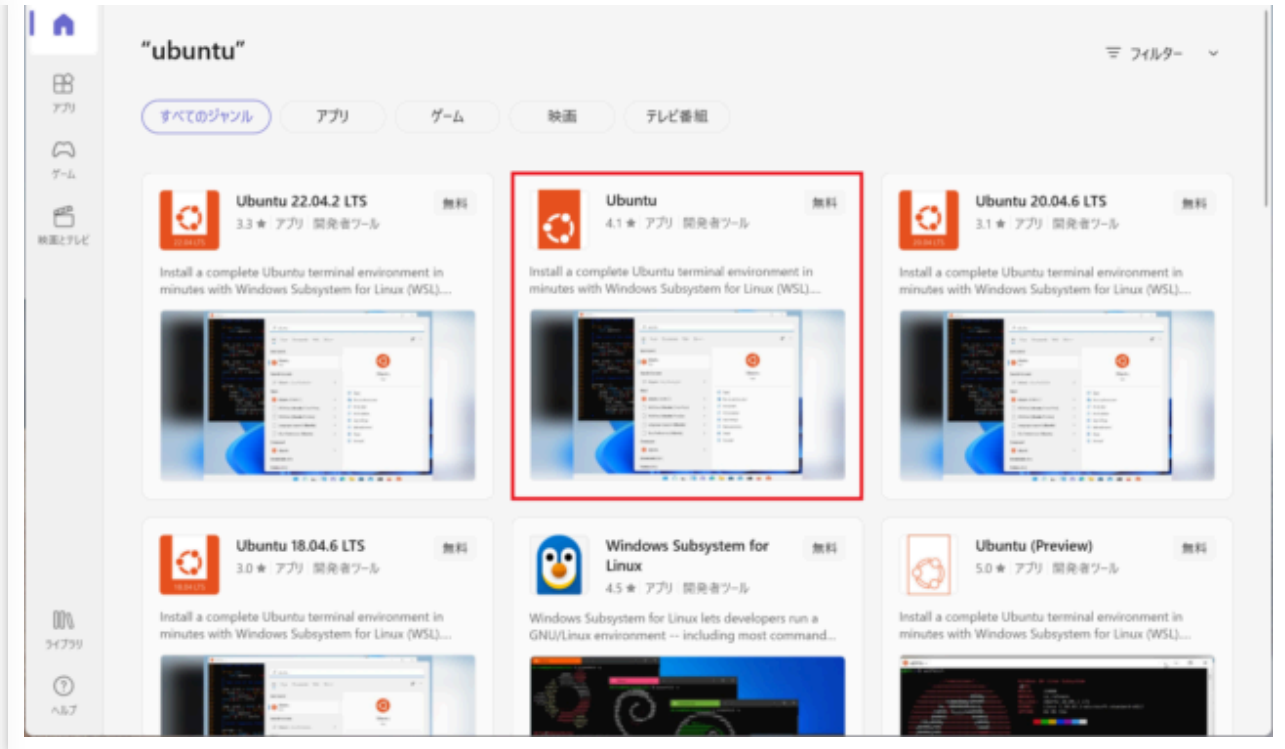 "ubuntu"
フィルター
アプリ
ゲーム
映画とテレビ
ライブラリ
ヘルプ
すべてのジャンル
アプリ
ゲーム
映画
テレビ番組
Ubuntu 22.04.2 LTS
無料
3.3 ★ アプリ 開発者ツール
22.04 LTS
Install a complete Ubuntu terminal environment in
minutes with Windows Subsystem for Linux (WSL)....
Ubuntu
無料
4.1 ★ アプリ 開発者ツール
Install a complete Ubuntu terminal environment in
minutes with Windows Subsystem for Linux (WSL)....
Ubuntu 20.04.6 LTS
無料
3.1 ★ アプリ 開発者ツール
20.04 LTS
Install a complete Ubuntu terminal environment in
minutes with Windows Subsystem for Linux (WSL)....
Ubuntu 18.04.6 LTS
無料
3.0 ★ アプリ 開発者ツール
18.04 LTS
Install a complete Ubuntu terminal environment in
minutes with Windows Subsystem for Linux (WSL)....
Windows Subsystem for
Linux
無料
4.5 ★ アプリ 開発者ツール
Windows Subsystem for Linux lets developers run a
GNU/Linux environment -- including most command...
Ubuntu (Preview)
無料
5.0 ★ アプリ 開発者ツール
Install a complete Ubuntu terminal environment in
minutes with Windows Subsystem for Linux (WSL)....